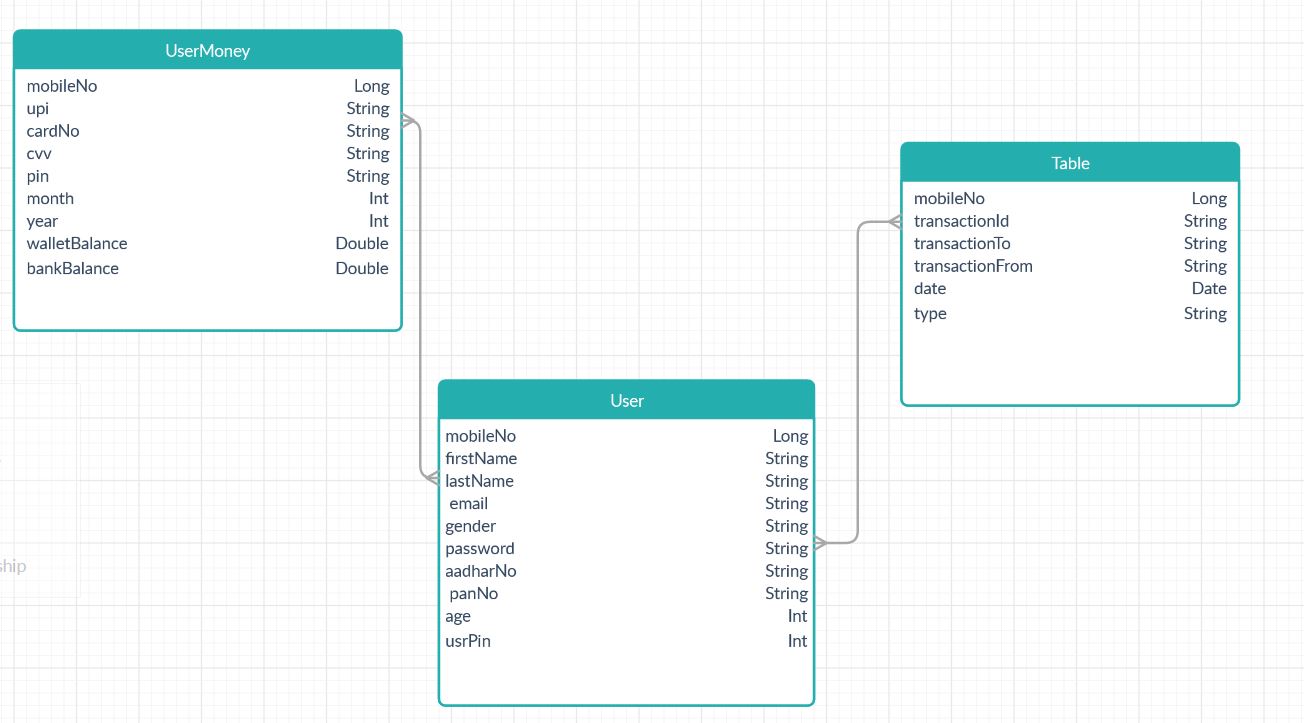 UserMoney
mobileNo Long
upi String
cardNo String
cvv String
pin String
month Int
year Int
walletBalance Double
bankBalance Double
Table
mobileNo Long
transactionId String
transactionTo String
transactionFrom String
date Date
type String
User
mobileNo Long
firstName String
lastName String
email String
gender String
password String
aadharNo String
panNo String
age Int
usrPin Int
ship